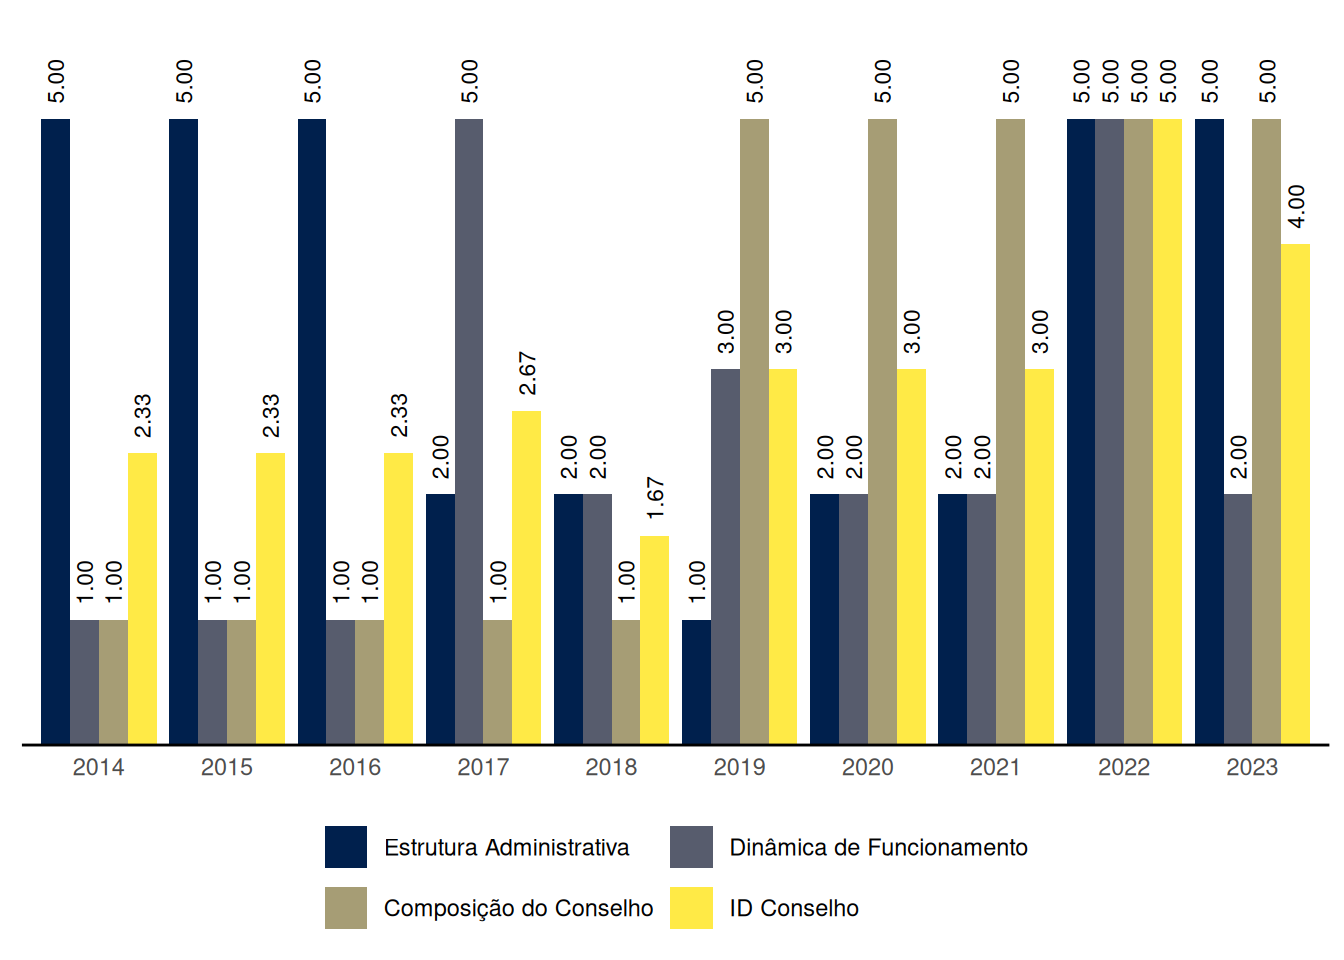 5.00 1.00 1.00 2.33 5.00 1.00 1.00 2.33 5.00 1.00 1.00 2.33 2.00 5.00 1.00 2.67 2.00 2.00 1.00 1.67 1.00 3.00 5.00 3.00 2.00 2.00 5.00 3.00 2.00 2.00 5.00 3.00 5.00 5.00 5.00 5.00 5.00 2.00 5.00 4.00
2014 2015 2016 2017 2018 2019 2020 2021 2022 2023
Estrutura Administrativa Dinâmica de Funcionamento
Composição do Conselho ID Conselho